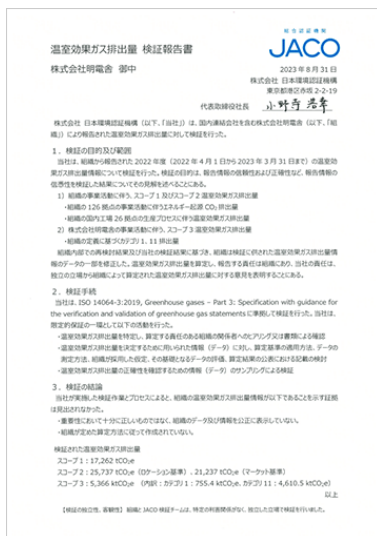 総合認証機関
JACO
温室効果ガス排出量 検証報告書
株式会社明電舎 御中
2023年8月31日
株式会社 日本環境認証機構
東京都港区赤坂2-2-19
代表取締役社長
株式会社 日本環境認証機構（以下、「当社」）は、国内連結会社を含む株式会社明電舎（以下、「組
織」）により報告された温室効果ガス排出量に対して検証を行った。
1．検証の目的及び範囲
当社は、組織から報告された2022年度（2022年4月1日から2023年3月31日まで）の温室効
果ガス排出量情報について検証を行った。検証の目的は、報告情報の信頼性および正確性など、報告情報の
信憑性を検証した結果についてその見解を述べることにある。
1）組織の事業活動に伴う、スコープ1及びスコープ2温室効果ガス排出量
・組織の126拠点の事業活動に伴うエネルギー起源CO₂排出量
・組織の国内工場26拠点の生産プロセスに伴う温室効果ガス排出量
2）株式会社明電舎の事業活動に伴う、スコープ3温室効果ガス排出量
・組織の定義に基づカテゴリ1、11排出量
組織内部での再検討結果及び当社の検証結果に基づき、組織は検証に供された温室効果ガス排出量情
報のデータの一部を修正した。温室効果ガス排出量を算定し、報告する責任は組織にあり、当社の責任は、
独立の立場から組織によって算定された温室効果ガス排出量に対する意見を表明することにある。
2．検証手続
当社は、ISO 14064-3:2019, Greenhouse gases – Part 3: Specification with guidance for
the verification and validation of greenhouse gas statements に準拠して検証を行った。当社は、
限定的保証の一環として以下の活動を行った。
・温室効果ガス排出量を特定し、算定する責任のある組織の関係者へのヒアリング又は書類による確認
・温室効果ガス排出量を決定するために用いられた情報（データ）に対し、算定基準の適用方法、データの
測定方法、組織が採用した仮定、その基礎となるデータの評価、算定結果の公表における記載の検討
・温室効果ガス排出量の正確性を確認するための情報（データ）のサンプリングによる検証
3．検証の結論
当社が実施した検証作業とプロセスによると、組織の温室効果ガス排出量情報が以下であることを示す証拠
は見出されなかった。
・重要性において十分に正しいものではなく、組織のデータ及び情報を公正に表示していない。
・組織が定めた算定方法に従って作成されていない。
検証された温室効果ガス排出量
スコープ1：17,262 tCO₂e
スコープ2：25,737 tCO₂e（ロケーション基準）、21,237 tCO₂e（マーケット基準）
スコープ3：5,366 ktCO₂e （内訳：カテゴリ1：755.4 ktCO₂e、カテゴリ11：4,610.5 ktCO₂e）
以上
【検証の独立性、客観性】 組織とJACO検証チームは、特定の利害関係がなく、独立した立場で検証を行いました。